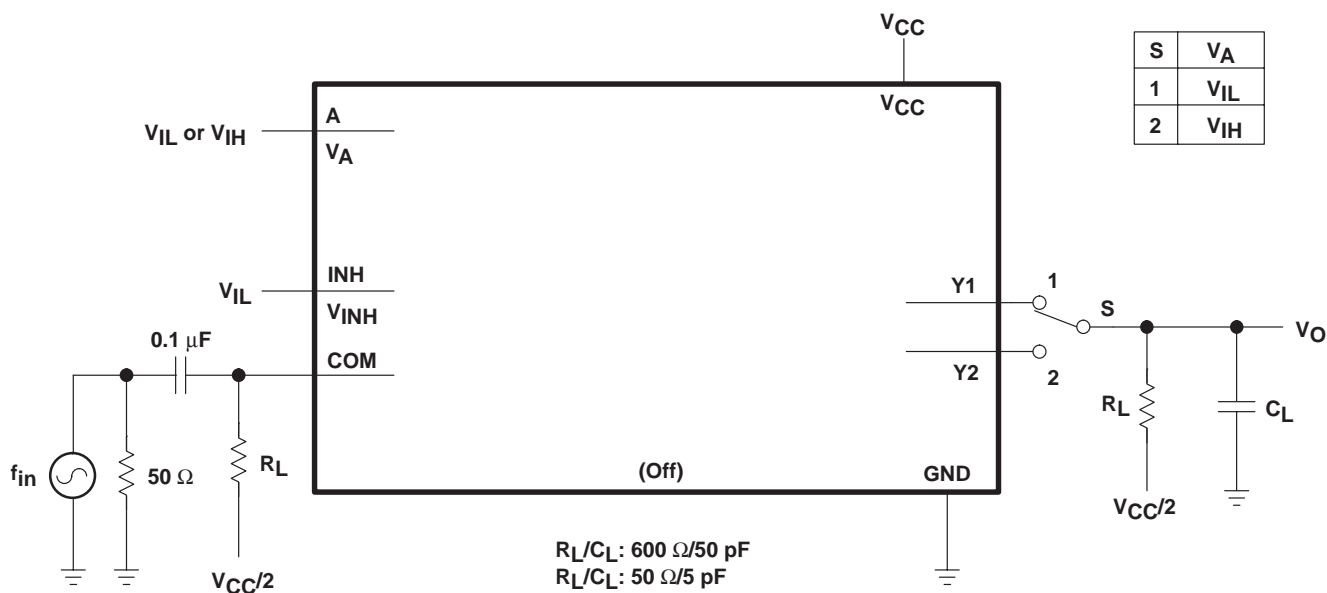 VCC
S VA
1 VIL
2 VIH
VCC
A
VIL or VIH
VA
INH
VIL
VINH
Y1
1
S
VO
0.1 μF
COM
Y2
2
RL
CL
fin
50 Ω
RL
(Off)
GND
VCC/2
VCC/2
RL/CL: 600 Ω/50 pF
RL/CL: 50 Ω/5 pF